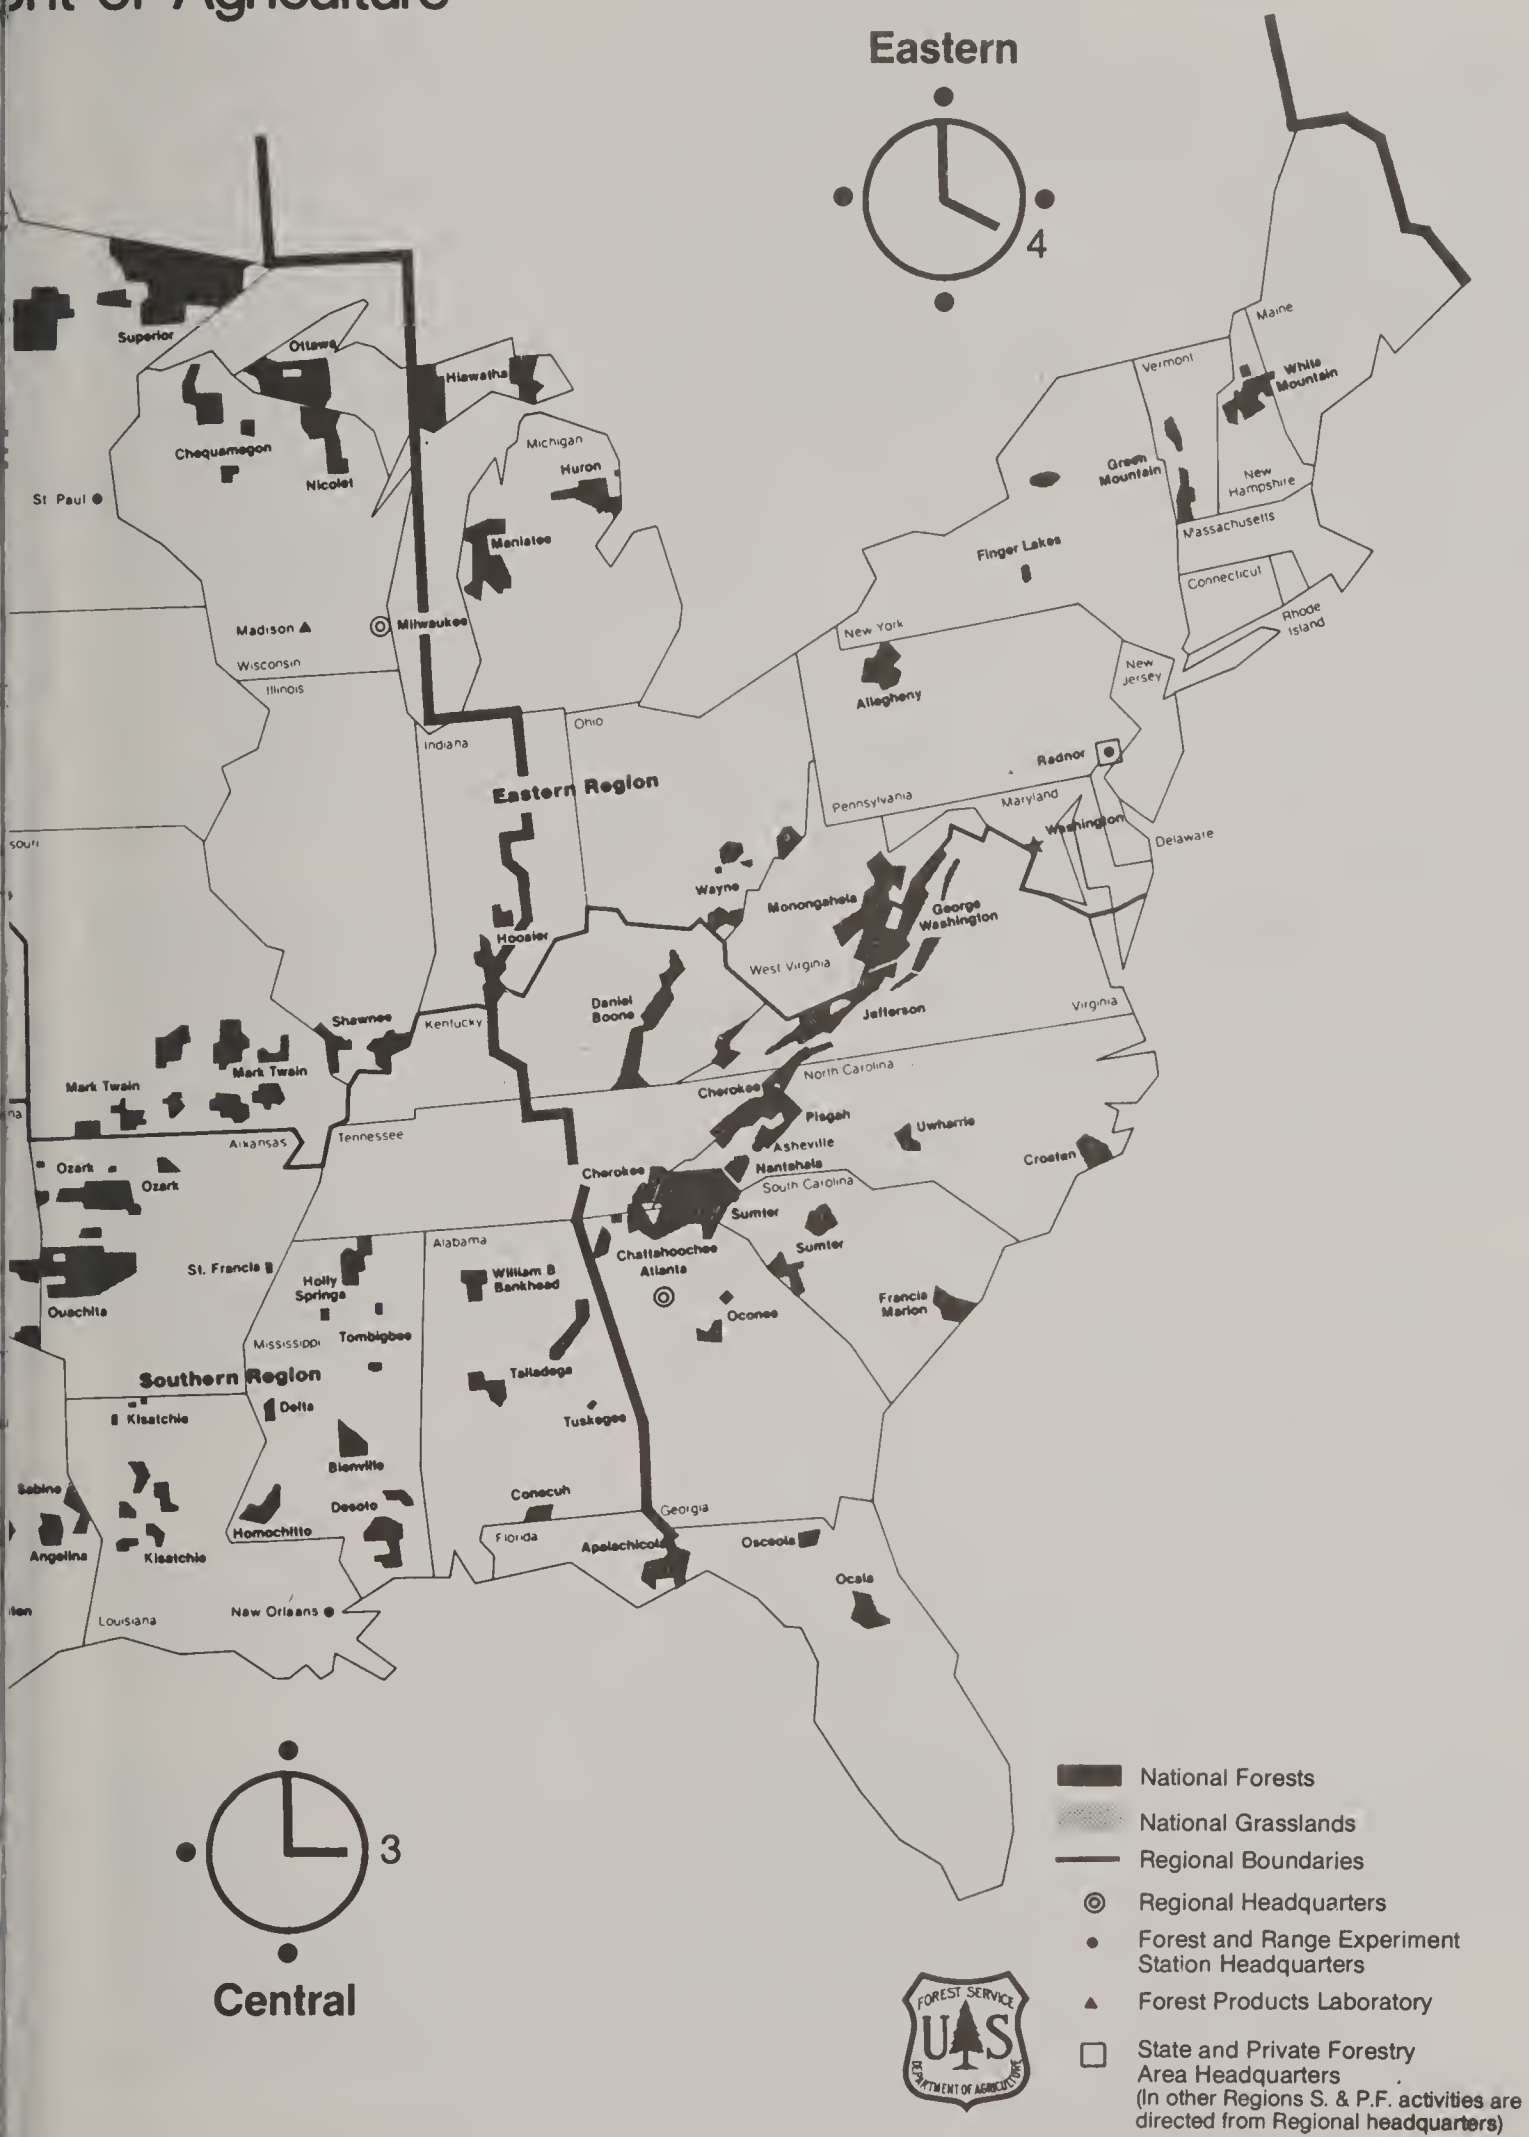 Agriculture
Eastern
4
Superior
Ottawa
Hiawatha
Chequamegon
Nicolet
Michigan
Huron
Manistee
St Paul
Madison
Milwaukee
Wisconsin
Illinois
Indiana
Ohio
Eastern Region
Maine
Vermont
White
Mountain
Green
Mountain
New
Hampshire
Massachusetts
Finger Lakes
Connecticut
Rhode
Island
New York
New
Jersey
Allegheny
Radnor
Pennsylvania
Maryland
Washington
Delaware
Wayne
Monongahela
George
Washington
Hoosier
West Virginia
Daniel
Boone
Jefferson
Virginia
Shawnee
Kentucky
Mark Twain
Mark Twain
Cherokee
North Carolina
Pisgah
Uwharrie
Asheville
Croatan
Arkansas
Tennessee
Ozark
Ozark
Cherokee
Nantahala
South Carolina
Sumter
Sumter
Alabama
Chattahoochee
Atlanta
St. Francis
Holly
Springs
William B
Bankhead
Ouachita
Oconee
Francis
Marion
Mississippi
Tombigbee
Southern Region
Talladega
Kisatchie
Delta
Tuskegee
Bienville
Sabine
Desoto
Conecuh
Georgia
Homochitto
Florida
Apalachicola
Osceola
Angelina
Kisatchie
Ocala
New Orleans
Louisiana
3
Central
National Forests
National Grasslands
Regional Boundaries
Regional Headquarters
Forest and Range Experiment
Station Headquarters
Forest Products Laboratory
State and Private Forestry
Area Headquarters
(In other Regions S. & P.F. activities are
directed from Regional headquarters)
FOREST SERVICE
U S
DEPARTMENT OF AGRICULTURE